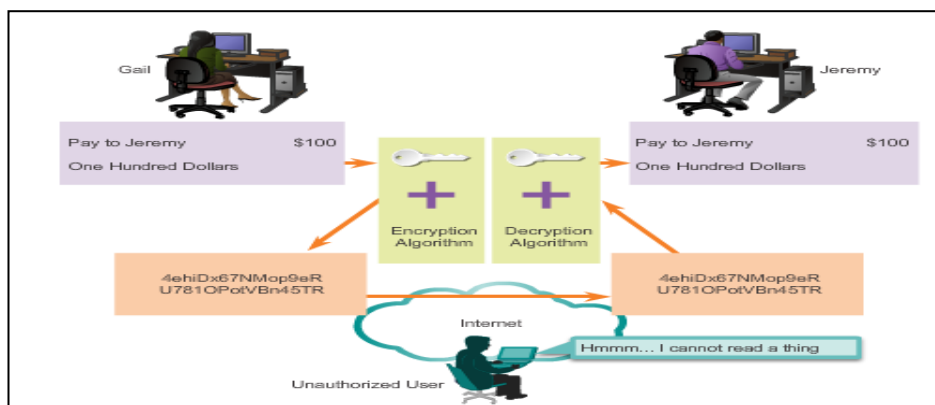 Gail
Jeremy
Pay to Jeremy $100
One Hundred Dollars
Pay to Jeremy $100
One Hundred Dollars
Encryption
Algorithm
Decryption
Algorithm
4ehiDx67NMop9eR
U781OPotVBn45TR
4ehiDx67NMop9eR
U781OPotVBn45TR
Internet
Hmmm... I cannot read a thing
Unauthorized User